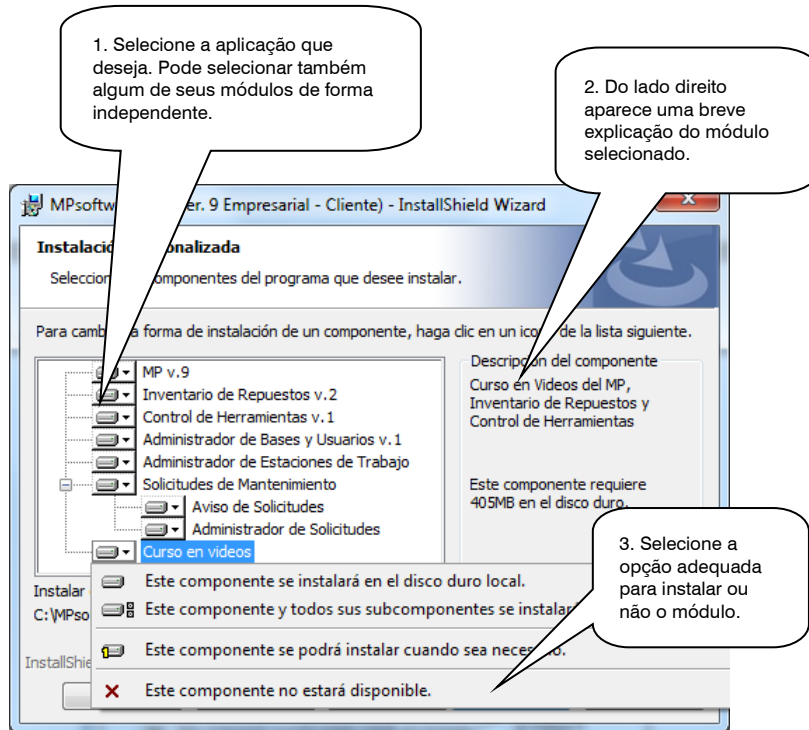 1. Selecione a aplicação que
deseja. Pode selecionar também
algum de seus módulos de forma
independente.
2. Do lado direito
aparece uma breve
explicação do módulo
selecionado.
MPsoftw er. 9 Empresarial - Cliente) - InstallShield Wizard
Instalació onalizada
Seleccion omponentes del programa que desee instalar.
Para camb a forma de instalación de un componente, haga clic en un ico de la lista siguiente.
MP v.9
Inventario de Repuestos v.2
Control de Herramientas v.1
Administrador de Bases y Usuarios v.1
Administrador de Estaciones de Trabajo
Solicitudes de Mantenimiento
Aviso de Solicitudes
Administrador de Solicitudes
Curso en videos
Descripción del componente
Curso en Videos del MP,
Inventario de Repuestos y
Control de Herramientas
Este componente requiere
405MB en el disco duro.
3. Selecione a
opção adequada
para instalar ou
não o módulo.
Instalar
C:\MPso
InstallShie
Este componente se instalará en el disco duro local.
Este componente y todos sus subcomponentes se instalar
Este componente se podrá instalar cuando sea neces o.
Este componente no estará disponible.